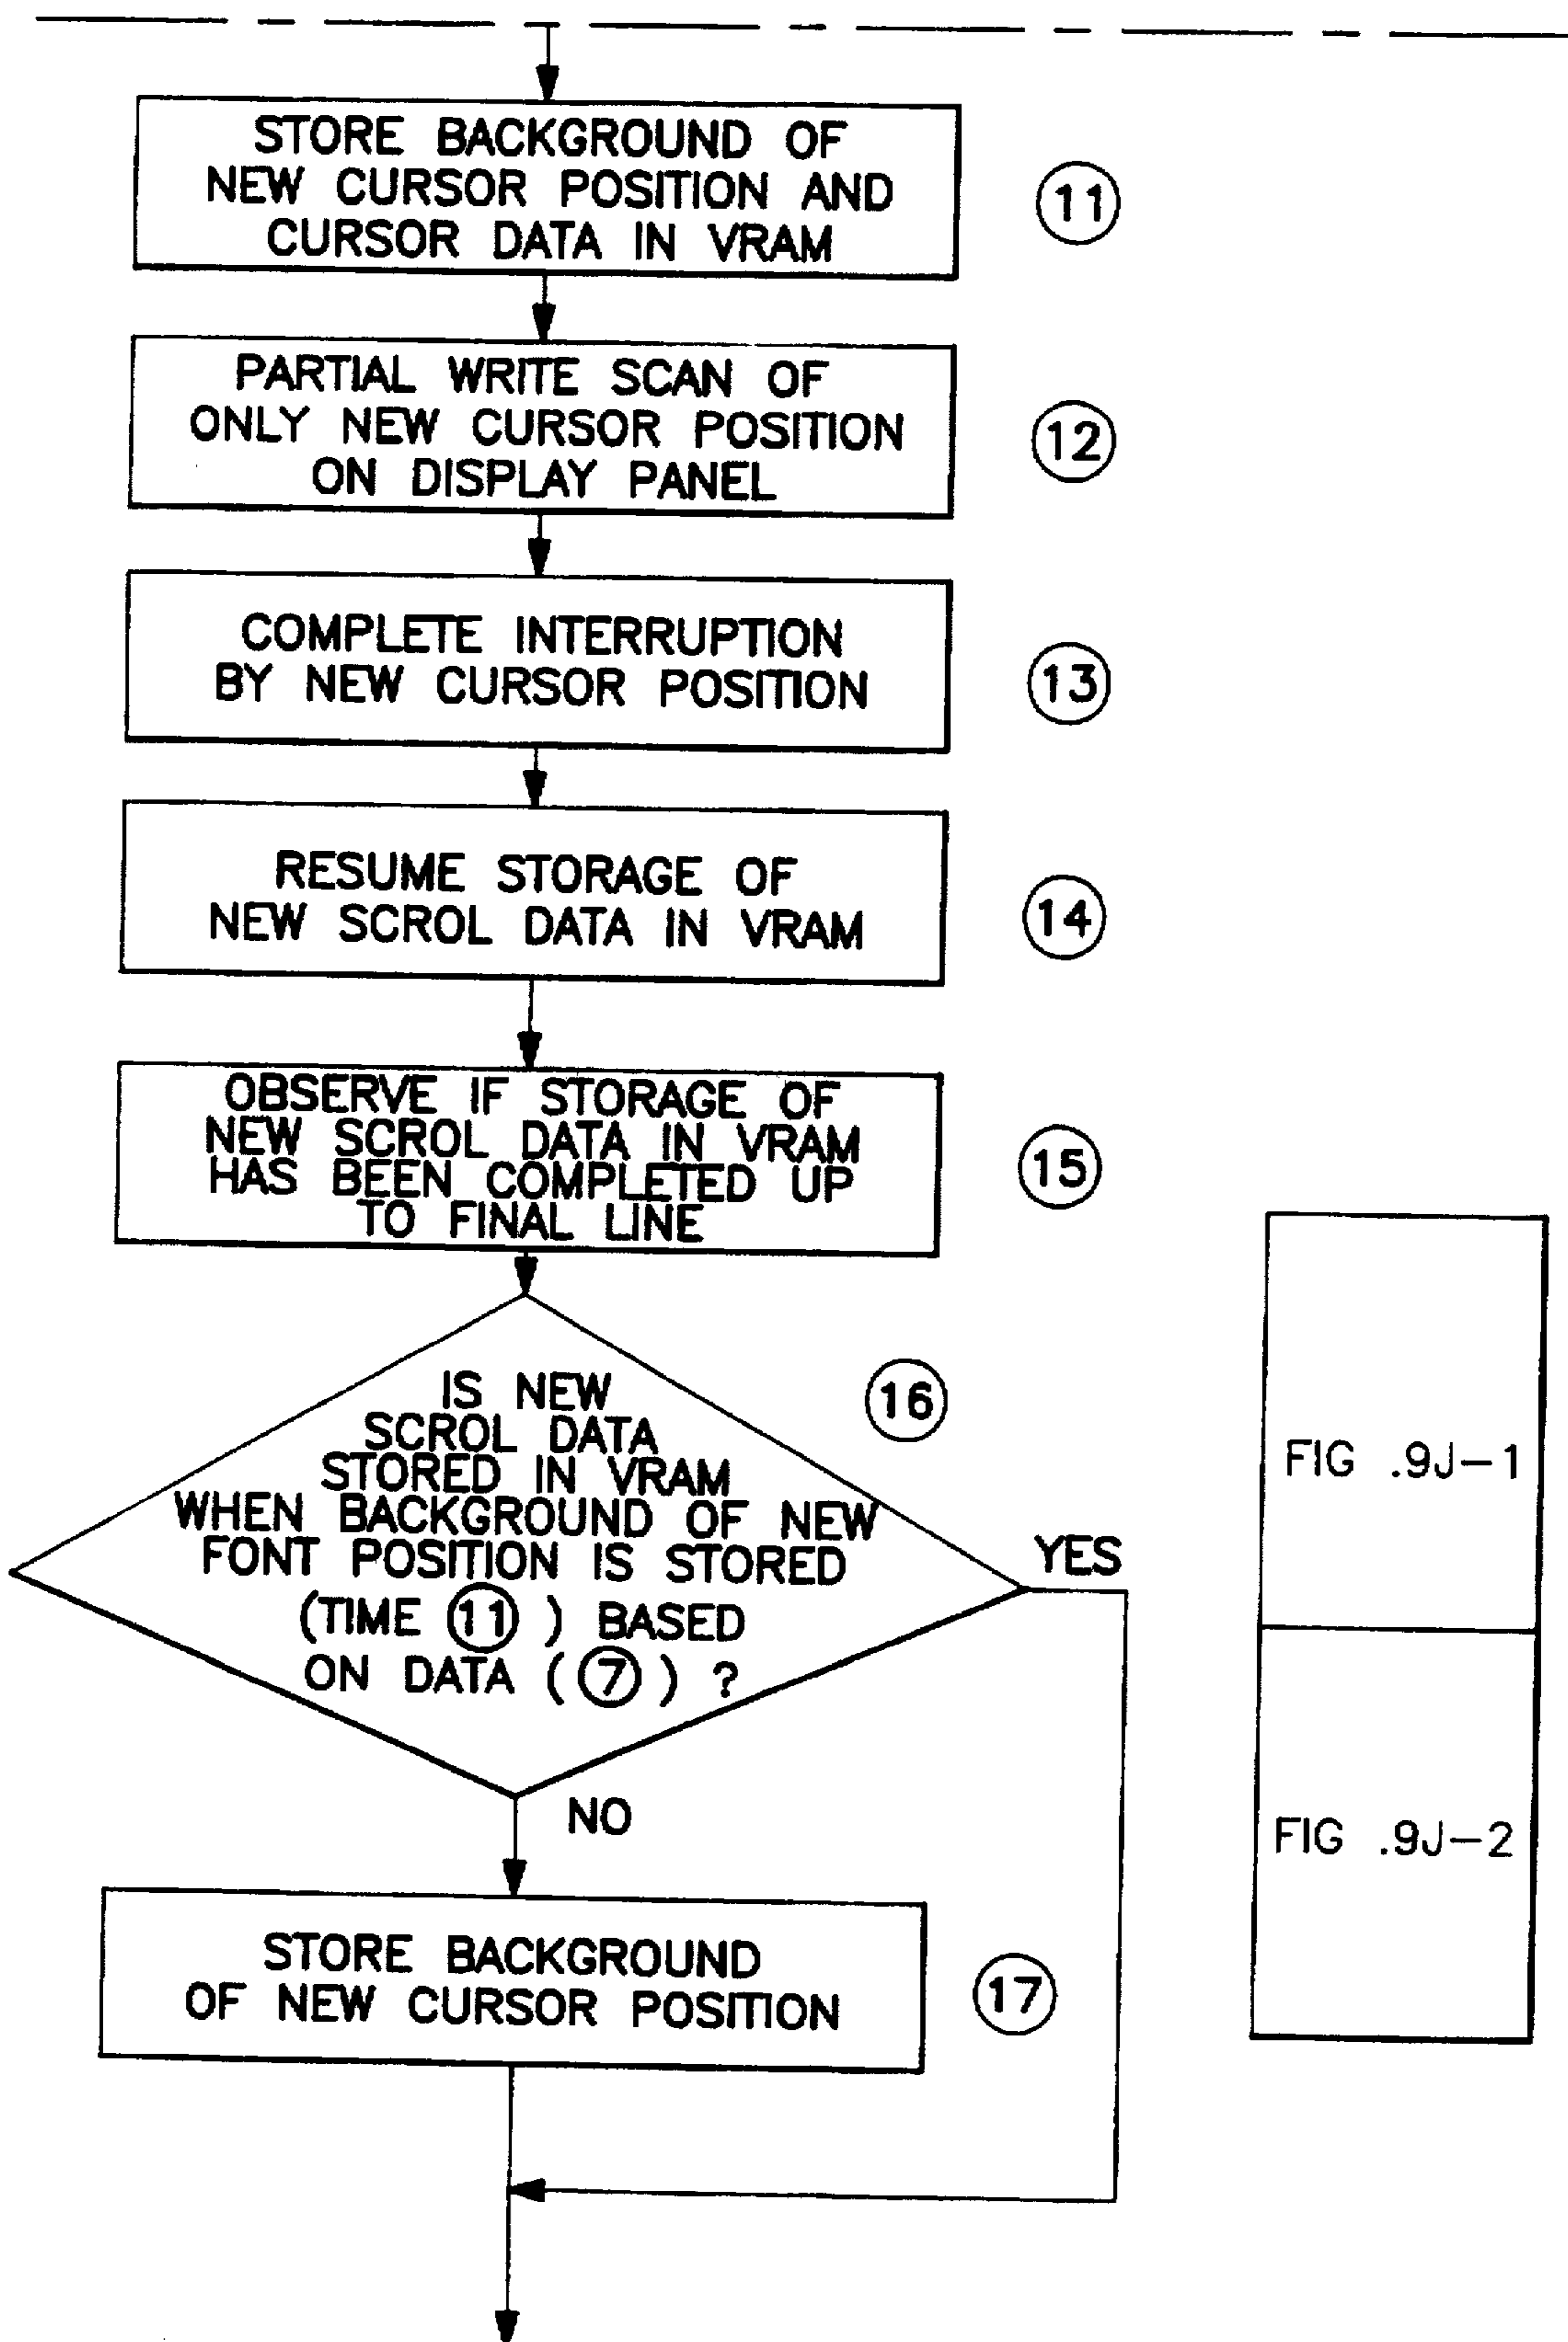 STORE BACKGROUND OF
NEW CURSOR POSITION AND
CURSOR DATA IN VRAM
11
PARTIAL WRITE SCAN OF
ONLY NEW CURSOR POSITION
ON DISPLAY PANEL
12
COMPLETE INTERRUPTION
BY NEW CURSOR POSITION
13
RESUME STORAGE OF
NEW SCROL DATA IN VRAM
14
OBSERVE IF STORAGE OF
NEW SCROL DATA IN VRAM
HAS BEEN COMPLETED UP
TO FINAL LINE
15
IS NEW
SCROL DATA
STORED IN VRAM
WHEN BACKGROUND OF NEW
FONT POSITION IS STORED
(TIME 11 ) BASED
ON DATA ( 7 ) ?
16
YES
NO
STORE BACKGROUND
OF NEW CURSOR POSITION
17
FIG .9J-1
FIG .9J-2